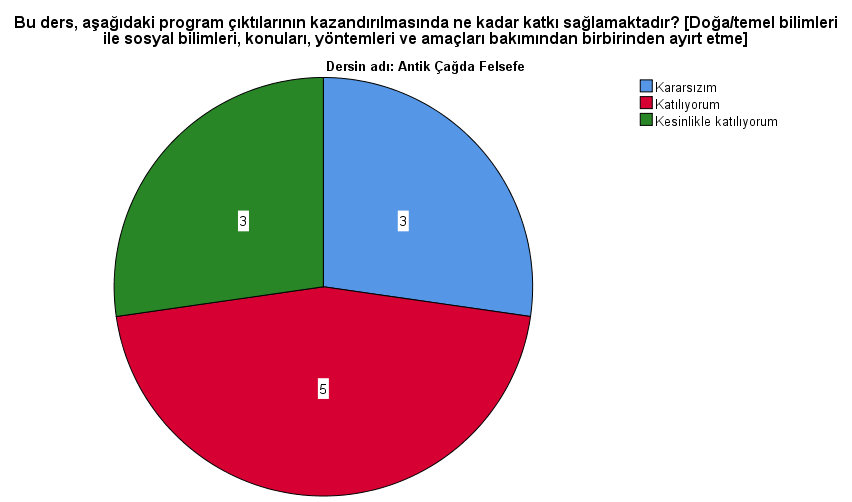 Bu ders, aşağıdaki program çıktılarının kazandırılmasında ne kadar katkı sağlamaktadır? [Doğa/temel bilimleri
ile sosyal bilimleri, konuları, yöntemleri ve amaçları bakımından birbirinden ayırt etme]
Dersin adı: Antik Çağda Felsefe
Kararsızım
Katılıyorum
Kesinlikle katılıyorum
3
3
5